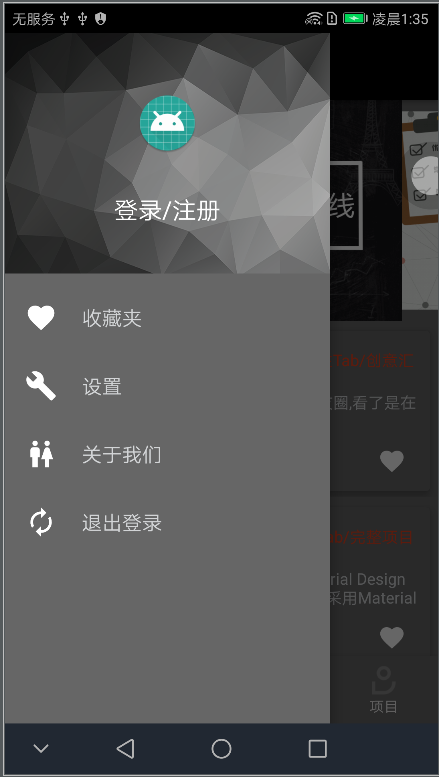 无服务 凌晨1:35
线
登录/注册
收藏夹
设置
关于我们
退出登录
圈,看了是在
rial Design
采用Material
项目